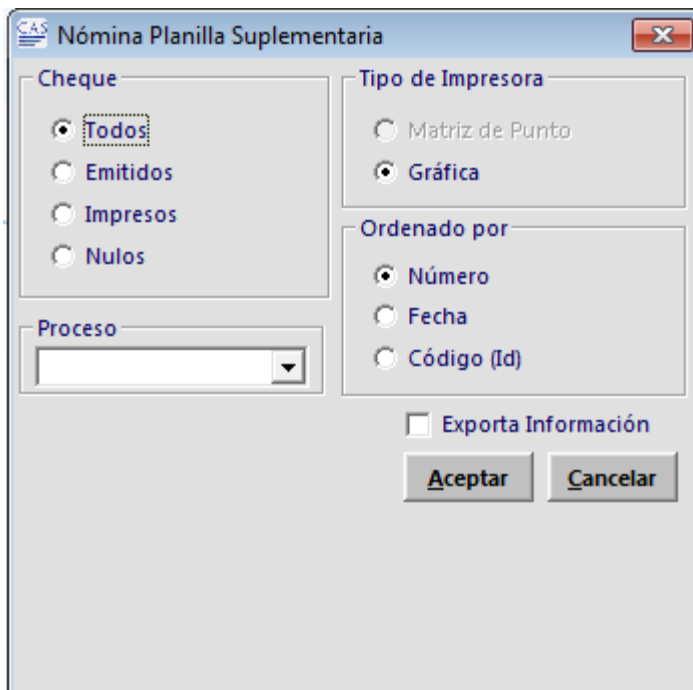 CAS
Nómina Planilla Suplementaria
Cheque
Todos
Emitidos
Impresos
Nulos
Proceso
Tipo de Impresora
Matriz de Punto
Gráfica
Ordenado por
Número
Fecha
Código (Id)
Exporta Información
Aceptar
Cancelar